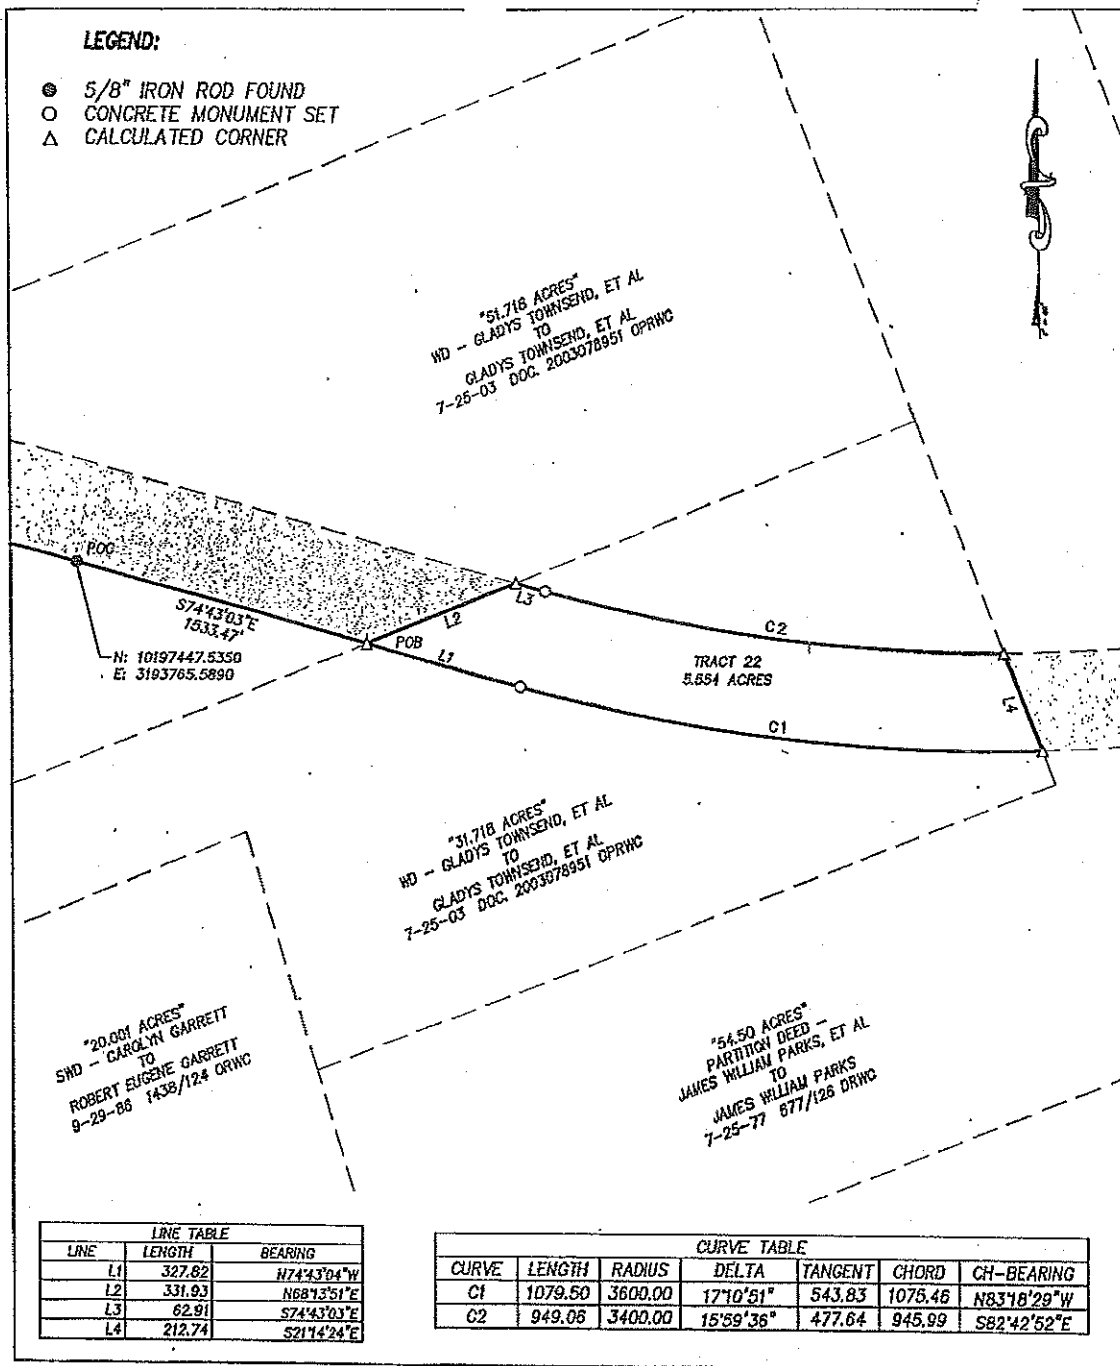 LEGEND:
5/8" IRON ROD FOUND
CONCRETE MONUMENT SET
CALCULATED CORNER
"51.718 ACRES"
WD - GLADYS TOWNSEND, ET AL
TO
GLADYS TOWNSEND, ET AL
7-25-03 DOC. 2003078951 OPRWC
POC
S74°43'03"E
1533.47'
N: 10197447.5350
E: 3193765.5890
POB
L1
L2
L3
C2
TRACT 22
5.551 ACRES
L4
C1
"31.718 ACRES"
WD - GLADYS TOWNSEND, ET AL
TO
GLADYS TOWNSEND, ET AL
7-25-03 DOC. 2003078951 OPRWC
"20.001 ACRES"
SWD - CAROLYN GARRETT
TO
ROBERT EUGENE GARRETT
9-29-86 1438/124 ORWC
"54.50 ACRES"
PARTITION DEED -
JAMES WILLIAM PARKS, ET AL
TO
JAMES WILLIAM PARKS
7-25-77 677/126 DRWC
LINE TABLE
LINE LENGTH BEARING
L1 327.82 N74°43'04"W
L2 331.93 N68°13'51"E
L3 62.91 S74°43'03"E
L4 212.74 S21°14'24"E
CURVE TABLE
CURVE LENGTH RADIUS DELTA TANGENT CHORD CH-BEARING
C1 1079.50 3600.00 17°10'51" 543.83 1075.46 N83°18'29"W
C2 949.06 3400.00 15°59'36" 477.64 945.99 S82°42'52"E